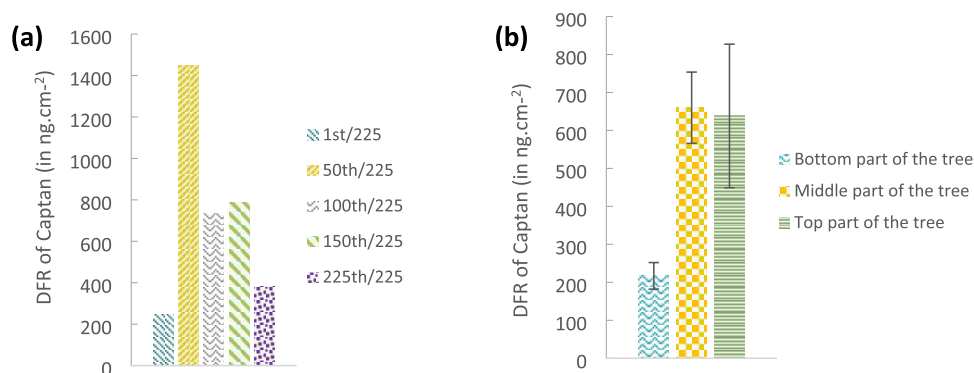 (a)
DFR of Captan (in ng.cm-2)
1600
1400
1200
1000
800
600
400
200
0
1st/225
50th/225
100th/225
150th/225
225th/225
(b)
DFR of Captan (in ng.cm-2)
900
800
700
600
500
400
300
200
100
0
Bottom part of the tree
Middle part of the tree
Top part of the tree